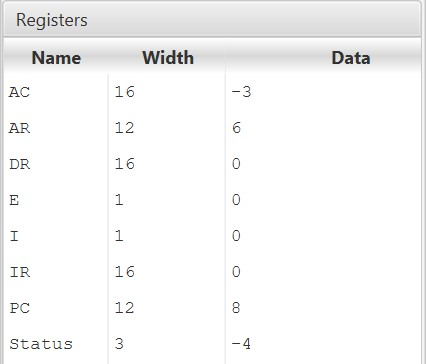 Registers
Name Width Data
AC 16 -3
AR 12 6
DR 16 0
E 1 0
I 1 0
IR 16 0
PC 12 8
Status 3 -4